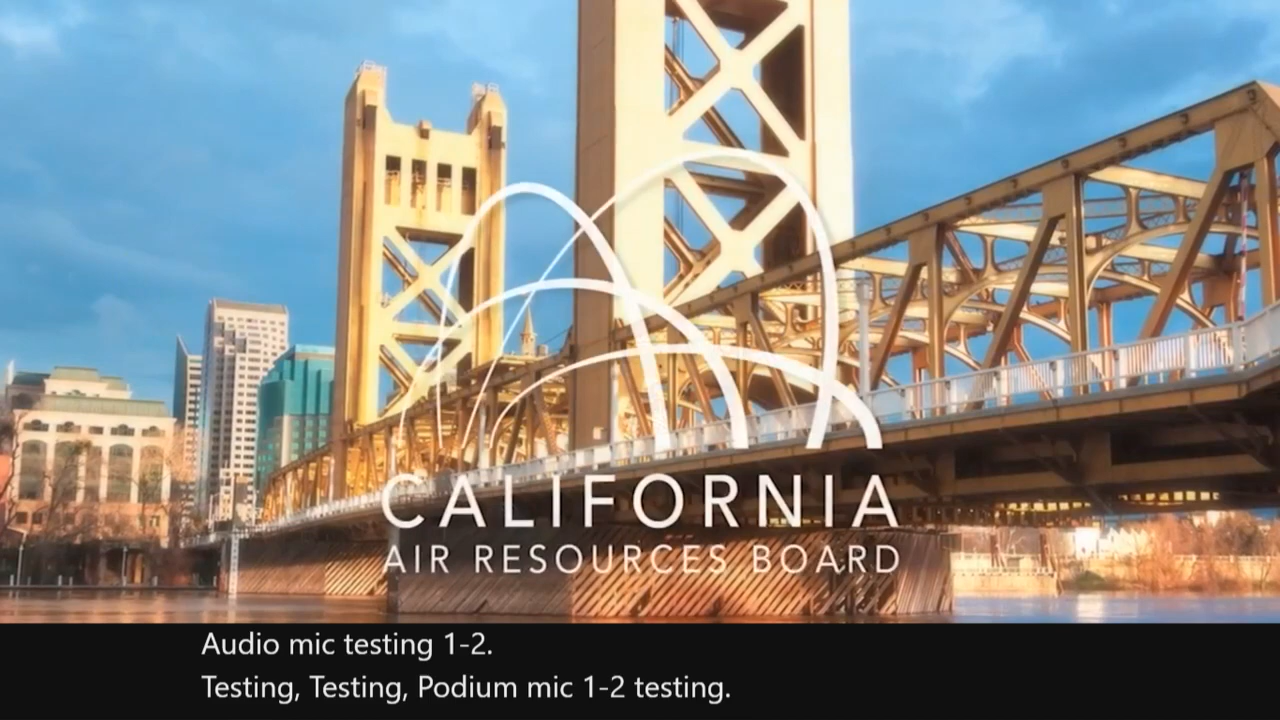 CALIFORNIA
AIR RESOURCES BOARD
Audio mic testing 1-2.
Testing, Testing, Podium mic 1-2 testing.